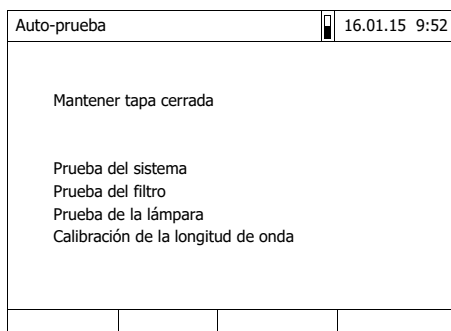 Auto-prueba 16.01.15 9:52
Mantener tapa cerrada
Prueba del sistema
Prueba del filtro
Prueba de la lámpara
Calibración de la longitud de onda